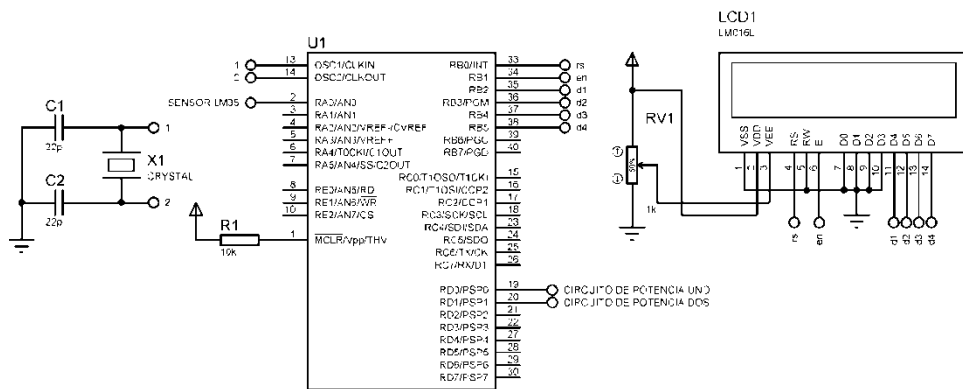 LCD1
LM016L
U1
1
13
OSC1/CLKIN
RB0/INT
33
rs
2
14
OSC2/CLKOUT
RB1
34
en
RB2
35
d1
SENSOR LM35
2
RA0/AN0
RB3/PGM
36
d2
3
RA1/AN1
RB4
37
d3
4
RA2/AN2/VREF-/CVREF
RB5
38
d4
5
RA3/AN3/VREF+
RB6/PGC
39
6
RA4/T0CKI/C1OUT
RB7/PGD
40
7
RA5/AN4/SS/C2OUT
RC0/T1OSO/T1CKI
15
RC1/T1OSI/CCP2
16
8
RE0/AN5/RD
RC2/CCP1
17
9
RE1/AN6/WR
RC3/SCK/SCL
18
10
RE2/AN7/CS
RC4/SDI/SDA
23
RC5/SDO
24
1
MCLR/Vpp/THV
RC6/TX/CK
25
RC7/RX/DT
26
RD0/PSP0
19
CIRCUITO DE POTENCIA UNO
RD1/PSP1
20
CIRCUITO DE POTENCIA DOS
RD2/PSP2
21
RD3/PSP3
22
RD4/PSP4
27
RD5/PSP5
28
RD6/PSP6
29
RD7/PSP7
30
C1
22p
1
X1
CRYSTAL
C2
22p
2
R1
10k
RV1
50%
1k
VSS
VDD
VEE
RS
RW
E
D0
D1
D2
D3
D4
D5
D6
D7
1
2
3
4
5
6
7
8
9
10
11
12
13
14
rs
en
d1
d2
d3
d4